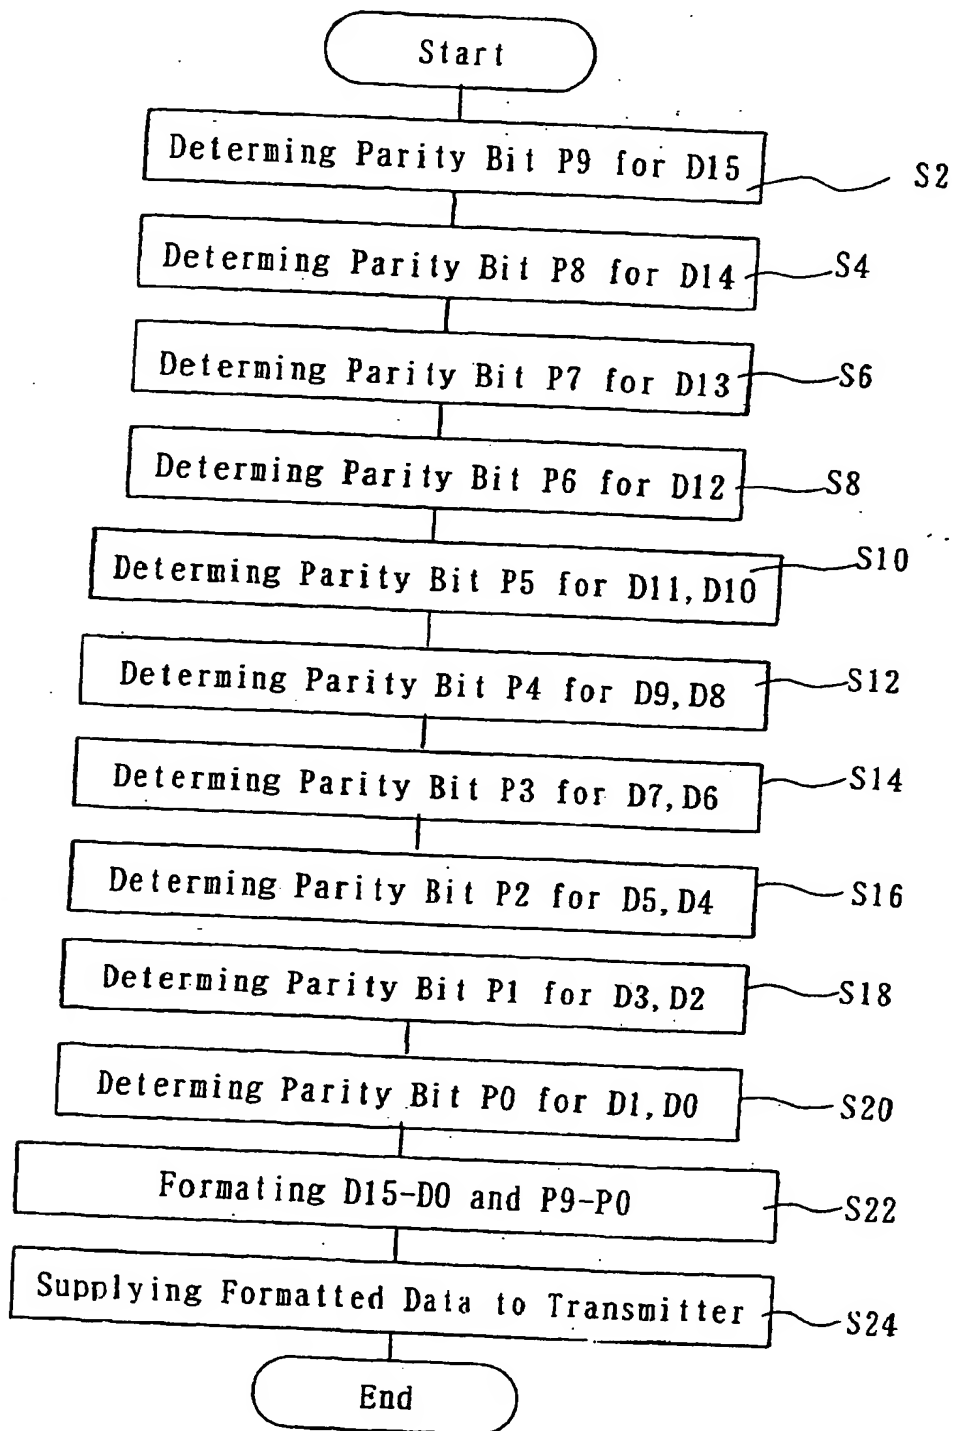 Start
Determing Parity Bit P9 for D15
S2
Determing Parity Bit P8 for D14
S4
Determing Parity Bit P7 for D13
S6
Determing Parity Bit P6 for D12
S8
Determing Parity Bit P5 for D11,D10
S10
Determing Parity Bit P4 for D9,D8
S12
Determing Parity Bit P3 for D7,D6
S14
Determing Parity Bit P2 for D5,D4
S16
Determing Parity Bit P1 for D3,D2
S18
Determing Parity Bit P0 for D1,D0
S20
Formating D15-D0 and P9-P0
S22
Supplying Formatted Data to Transmitter
S24
End